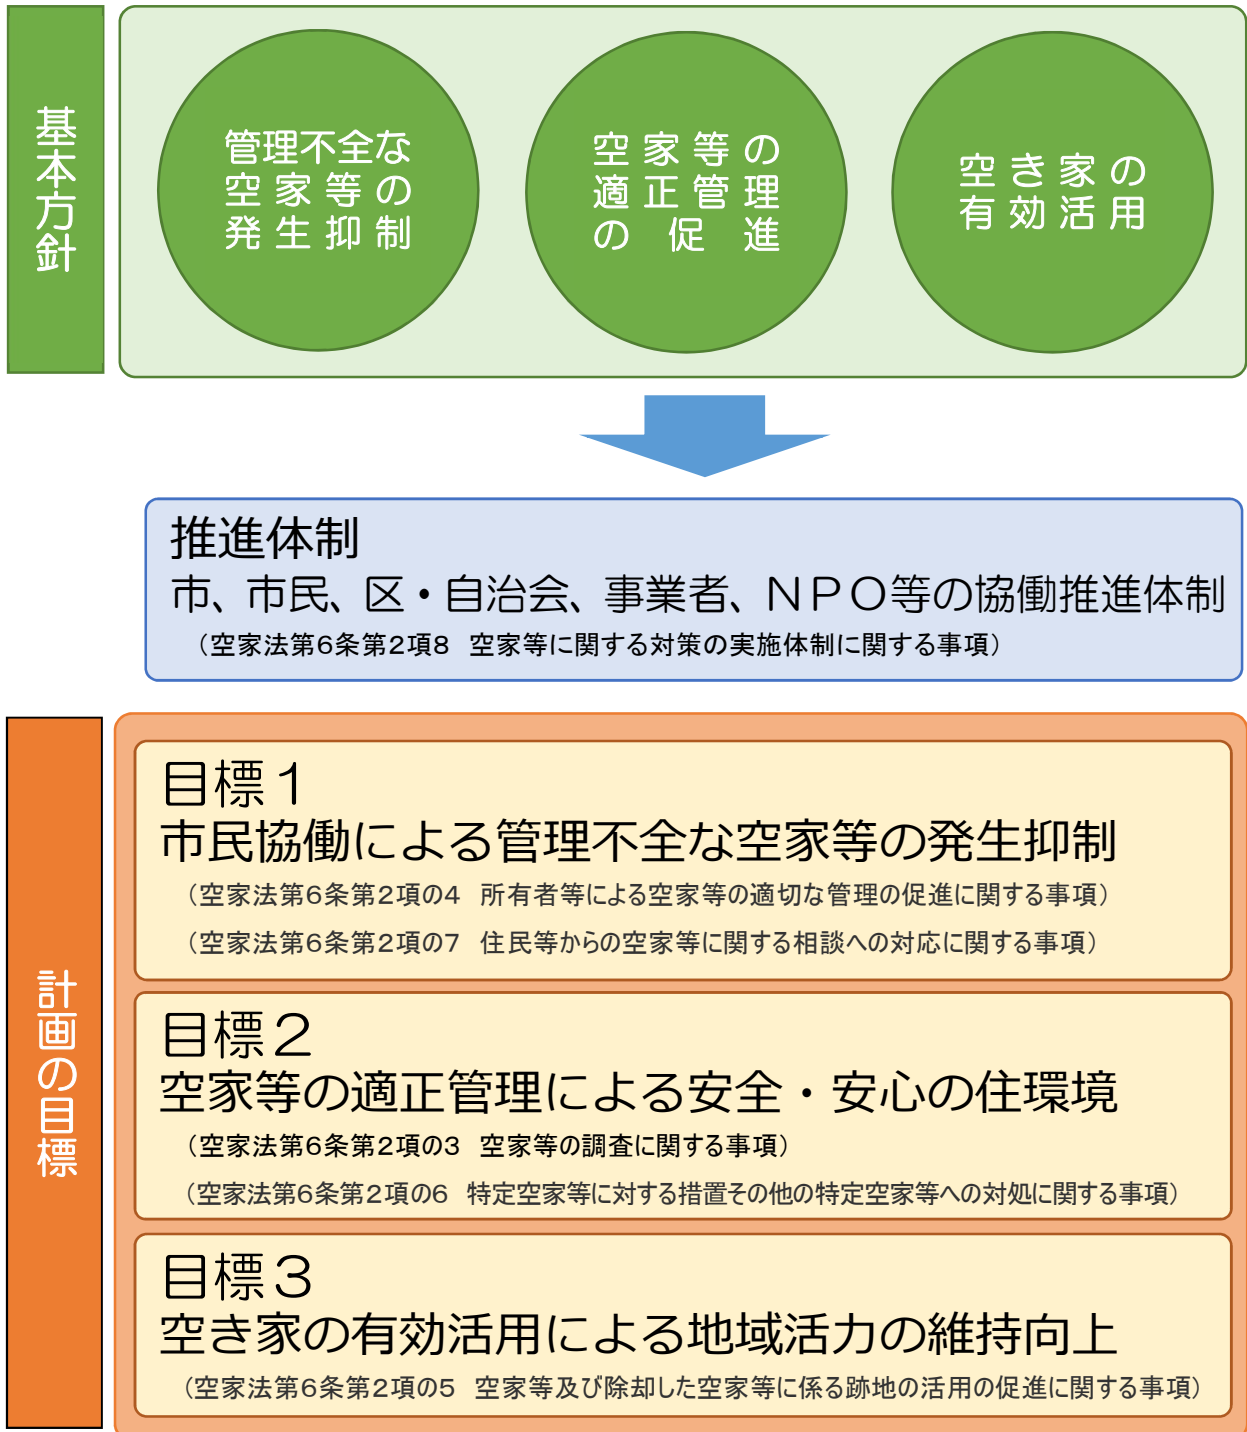 基本方針
管理不全な
空家等の
発生抑制
空家等の
適正管理
の促進
空き家の
有効活用
推進体制
市、市民、区・自治会、事業者、ＮＰＯ等の協働推進体制
（空家法第６条第２項８　空家等に関する対策の実施体制に関する事項）
計画の目標
目標１
市民協働による管理不全な空家等の発生抑制
（空家法第６条第２項の４　所有者等による空家等の適切な管理の促進に関する事項）
（空家法第６条第２項の７　住民等からの空家等に関する相談への対応に関する事項）
目標２
空家等の適正管理による安全・安心の住環境
（空家法第６条第２項の３　空家等の調査に関する事項）
（空家法第６条第２項の６　特定空家等に対する措置その他の特定空家等への対処に関する事項）
目標３
空き家の有効活用による地域活力の維持向上
（空家法第６条第２項の５　空家等及び除却した空家等に係る跡地の活用の促進に関する事項）